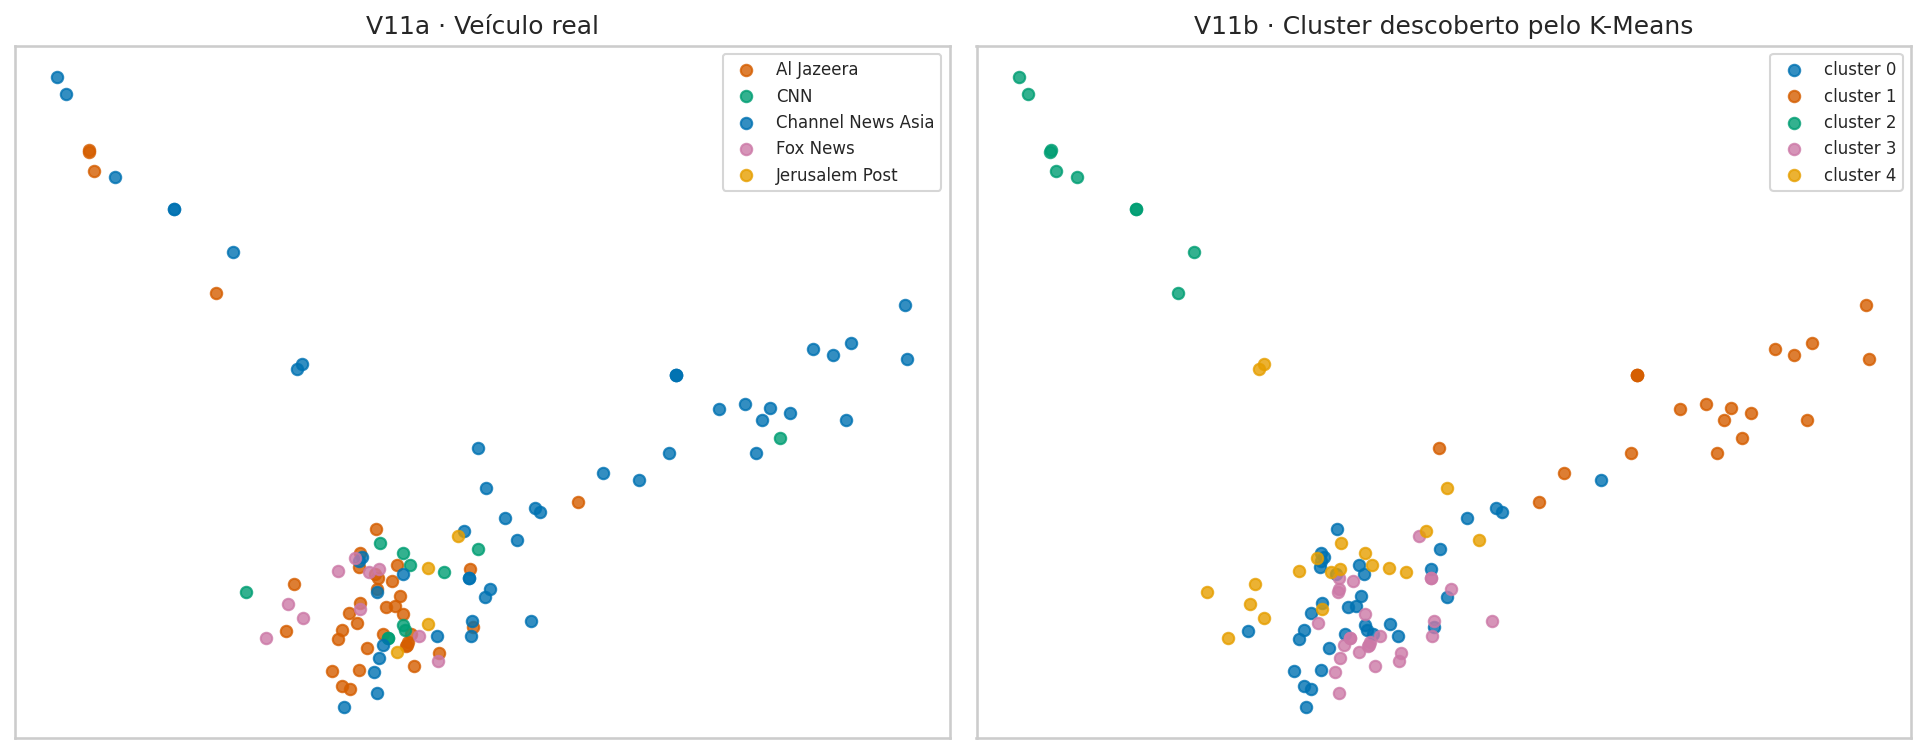 V11a · Veículo real
Al Jazeera
CNN
Channel News Asia
Fox News
Jerusalem Post
V11b · Cluster descoberto pelo K-Means
cluster 0
cluster 1
cluster 2
cluster 3
cluster 4